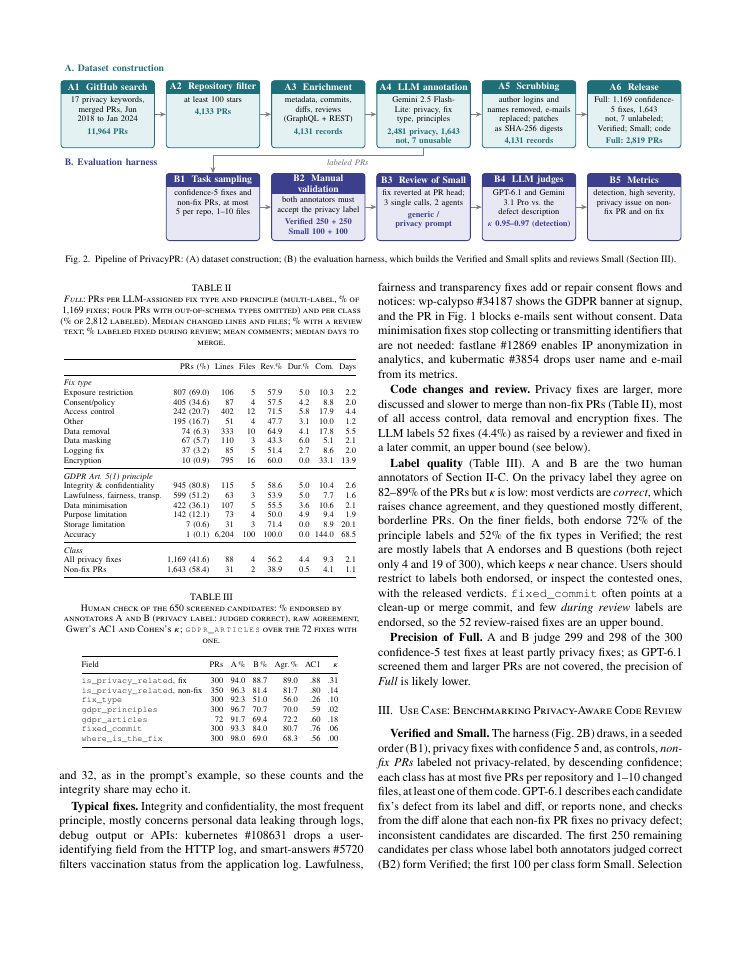 A. Dataset construction
A1 GitHub search
17 privacy keywords,
merged PRs, Jun
2018 to Jan 2024
11,964 PRs
A2 Repository filter
at least 100 stars
4,133 PRs
A3 Enrichment
metadata, commits,
diffs, reviews
(GraphQL + REST)
4,131 records
A4 LLM annotation
Gemini 2.5 Flash-
Lite: privacy, fix
type, principles
2,481 privacy, 1,643
not, 7 unusable
A5 Scrubbing
author logins and
names removed, e-mails
replaced; patches
as SHA-256 digests
4,131 records
A6 Release
Full: 1,169 confidence-
5 fixes, 1,643
not, 7 unlabeled;
Verified; Small; code
Full: 2,819 PRs
B. Evaluation harness
labeled PRs
B1 Task sampling
confidence-5 fixes and
non-fix PRs, at most
5 per repo, 1–10 files
B2 Manual
validation
both annotators must
accept the privacy label
Verified 250 + 250
Small 100 + 100
B3 Review of Small
fix reverted at PR head;
3 single calls, 2 agents
generic /
privacy prompt
B4 LLM judges
GPT-6.1 and Gemini
3.1 Pro vs. the
defect description
κ 0.95–0.97 (detection)
B5 Metrics
detection, high severity,
privacy issue on non-
fix PR and on fix
Fig. 2. Pipeline of PrivacyPR: (A) dataset construction; (B) the evaluation harness, which builds the Verified and Small splits and reviews Small (Section III).
TABLE II
Full: PRs per LLM-assigned fix type and principle (multi-label, % of
1,169 fixes; four PRs with out-of-schema types omitted) and per class
(% of 2,812 labeled). Median changed lines and files; % with a review
text; % labeled fixed during review; mean comments; median days to
merge.
PRs (%) Lines Files Rev.% Dur.% Com. Days
Fix type
Exposure restriction 807 (69.0) 106 5 57.9 5.0 10.3 2.2
Consent/policy 405 (34.6) 87 4 57.5 4.2 8.8 2.0
Access control 242 (20.7) 402 12 71.5 5.8 17.9 4.4
Other 195 (16.7) 51 4 47.7 3.1 10.0 1.2
Data removal 74 (6.3) 333 10 64.9 4.1 17.8 5.5
Data masking 67 (5.7) 110 3 43.3 6.0 5.1 2.1
Logging fix 37 (3.2) 85 5 51.4 2.7 8.6 2.0
Encryption 10 (0.9) 795 16 60.0 0.0 33.1 13.9
GDPR Art. 5(1) principle
Integrity & confidentiality 945 (80.8) 115 5 58.6 5.0 10.4 2.6
Lawfulness, fairness, transp. 599 (51.2) 63 3 53.9 5.0 7.7 1.6
Data minimisation 422 (36.1) 107 5 55.5 3.6 10.6 2.1
Purpose limitation 142 (12.1) 73 4 50.0 4.9 9.4 1.9
Storage limitation 7 (0.6) 31 3 71.4 0.0 8.9 20.1
Accuracy 1 (0.1) 6,204 100 100.0 0.0 144.0 68.5
Class
All privacy fixes 1,169 (41.6) 88 4 56.2 4.4 9.3 2.1
Non-fix PRs 1,643 (58.4) 31 2 38.9 0.5 4.1 1.1
TABLE III
Human check of the 650 screened candidates: % endorsed by
annotators A and B (privacy label: judged correct), raw agreement,
Gwet's AC1 and Cohen's κ; gdpr_articles over the 72 fixes with
one.
Field PRs A % B % Agr. % AC1 κ
is_privacy_related, fix 300 94.0 88.7 89.0 .88 .31
is_privacy_related, non-fix 350 96.3 81.4 81.7 .80 .14
fix_type 300 92.3 51.0 56.0 .26 .10
gdpr_principles 300 96.7 70.7 70.0 .59 .02
gdpr_articles 72 91.7 69.4 72.2 .60 .18
fixed_commit 300 93.3 84.0 80.7 .76 .06
where_is_the_fix 300 98.0 69.0 68.3 .56 .00
and 32, as in the prompt's example, so these counts and the
integrity share may echo it.
Typical fixes. Integrity and confidentiality, the most frequent
principle, mostly concerns personal data leaking through logs,
debug output or APIs: kubernetes #108631 drops a user-
identifying field from the HTTP log, and smart-answers #5720
filters vaccination status from the application log. Lawfulness,
fairness and transparency fixes add or repair consent flows and
notices: wp-calypso #34187 shows the GDPR banner at signup,
and the PR in Fig. 1 blocks e-mails sent without consent. Data
minimisation fixes stop collecting or transmitting identifiers that
are not needed: fastlane #12869 enables IP anonymization in
analytics, and kubermatic #3854 drops user name and e-mail
from its metrics.
Code changes and review. Privacy fixes are larger, more
discussed and slower to merge than non-fix PRs (Table II), most
of all access control, data removal and encryption fixes. The
LLM labels 52 fixes (4.4%) as raised by a reviewer and fixed in
a later commit, an upper bound (see below).
Label quality (Table III). A and B are the two human
annotators of Section II-C. On the privacy label they agree on
82–89% of the PRs but κ is low: most verdicts are correct, which
raises chance agreement, and they questioned mostly different,
borderline PRs. On the finer fields, both endorse 72% of the
principle labels and 52% of the fix types in Verified; the rest
are mostly labels that A endorses and B questions (both reject
only 4 and 19 of 300), which keeps κ near chance. Users should
restrict to labels both endorsed, or inspect the contested ones,
with the released verdicts. fixed_commit often points at a
clean-up or merge commit, and few during review labels are
endorsed, so the 52 review-raised fixes are an upper bound.
Precision of Full. A and B judge 299 and 298 of the 300
confidence-5 test fixes at least partly privacy fixes; as GPT-6.1
screened them and larger PRs are not covered, the precision of
Full is likely lower.
III. Use Case: Benchmarking Privacy-Aware Code Review
Verified and Small. The harness (Fig. 2B) draws, in a seeded
order (B1), privacy fixes with confidence 5 and, as controls, non-
fix PRs labeled not privacy-related, by descending confidence;
each class has at most five PRs per repository and 1–10 changed
files, at least one of them code. GPT-6.1 describes each candidate
fix's defect from its label and diff, or reports none, and checks
from the diff alone that each non-fix PR fixes no privacy defect;
inconsistent candidates are discarded. The first 250 remaining
candidates per class whose label both annotators judged correct
(B2) form Verified; the first 100 per class form Small. Selection